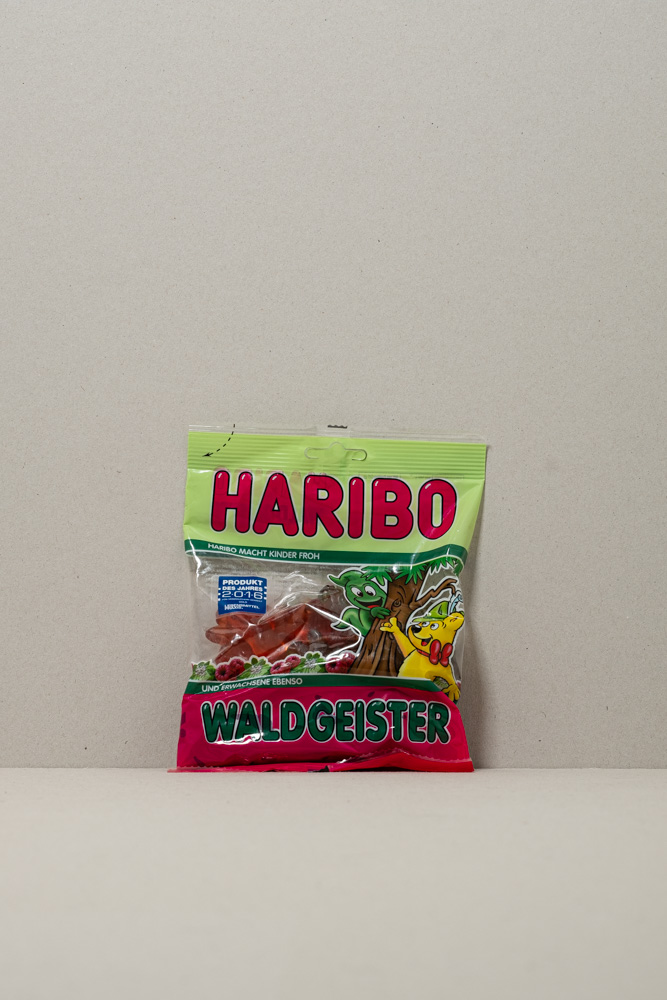 HARIBO
HARIBO MACHT KINDER FROH
PRODUKT
DES JAHRES
2016
UND ERWACHSENE EBENSO
WALDGEISTER